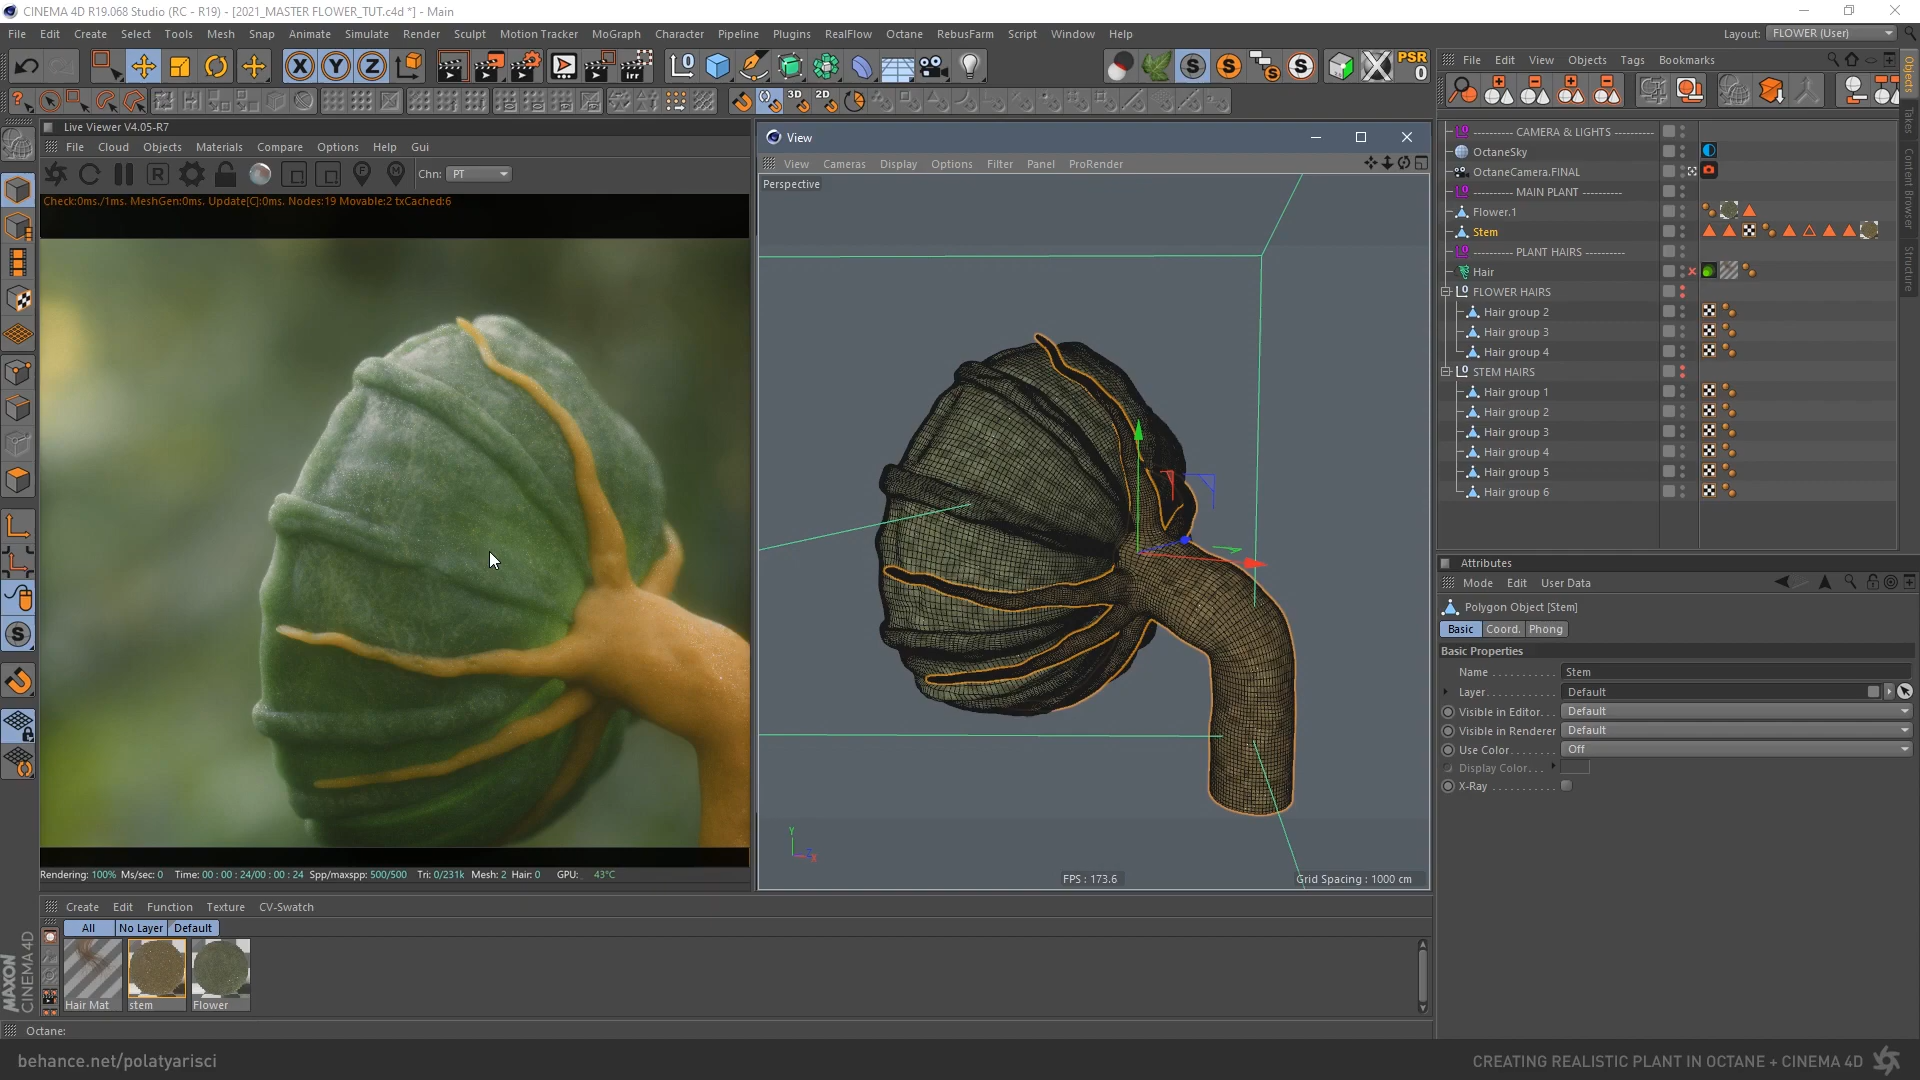 CINEMA 4D R19.068 Studio (RC - R19) - [2021_MASTER FLOWER_TUT.c4d *] - Main
File Edit Create Select Tools Mesh Snap Animate Simulate Render Sculpt Motion Tracker MoGraph Character Pipeline Plugins RealFlow Octane RebusFarm Script Window Help
Layout: FLOWER (User)
X Y Z 3D 2D PSR 0
Live Viewer V4.05-R7
File Cloud Objects Materials Compare Options Help Gui
Chn: PT
Check:0ms./1ms. MeshGen:0ms. Update[C]:0ms. Nodes:19 Movable:2 txCached:6
Rendering: 100% Ms/sec: 0 Time: 00 : 00 : 24/00 : 00 : 24 Spp/maxspp: 500/500 Tri: 0/231k Mesh: 2 Hair: 0 GPU: 43°C
View
View Cameras Display Options Filter Panel ProRender
Perspective
Y
Z X
FPS : 173.6
Grid Spacing : 1000 cm
File Edit View Objects Tags Bookmarks
---------- CAMERA & LIGHTS ----------
OctaneSky
OctaneCamera.FINAL
---------- MAIN PLANT ----------
Flower.1
Stem
---------- PLANT HAIRS ----------
Hair
FLOWER HAIRS
Hair group 2
Hair group 3
Hair group 4
STEM HAIRS
Hair group 1
Hair group 2
Hair group 3
Hair group 4
Hair group 5
Hair group 6
Objects
Takes
Content Browser
Structure
Attributes
Mode Edit User Data
Polygon Object [Stem]
Basic Coord. Phong
Basic Properties
Name . . . . . . . . . . . Stem
Layer. . . . . . . . . . . . Default
Visible in Editor. . . Default
Visible in Renderer Default
Use Color. . . . . . . . Off
Display Color. . .
X-Ray . . . . . . . . . . .
Create Edit Function Texture CV-Swatch
All No Layer Default
Hair Mat stem Flower
MAXON
CINEMA 4D
Octane:
behance.net/polatyarisci
CREATING REALISTIC PLANT IN OCTANE + CINEMA 4D